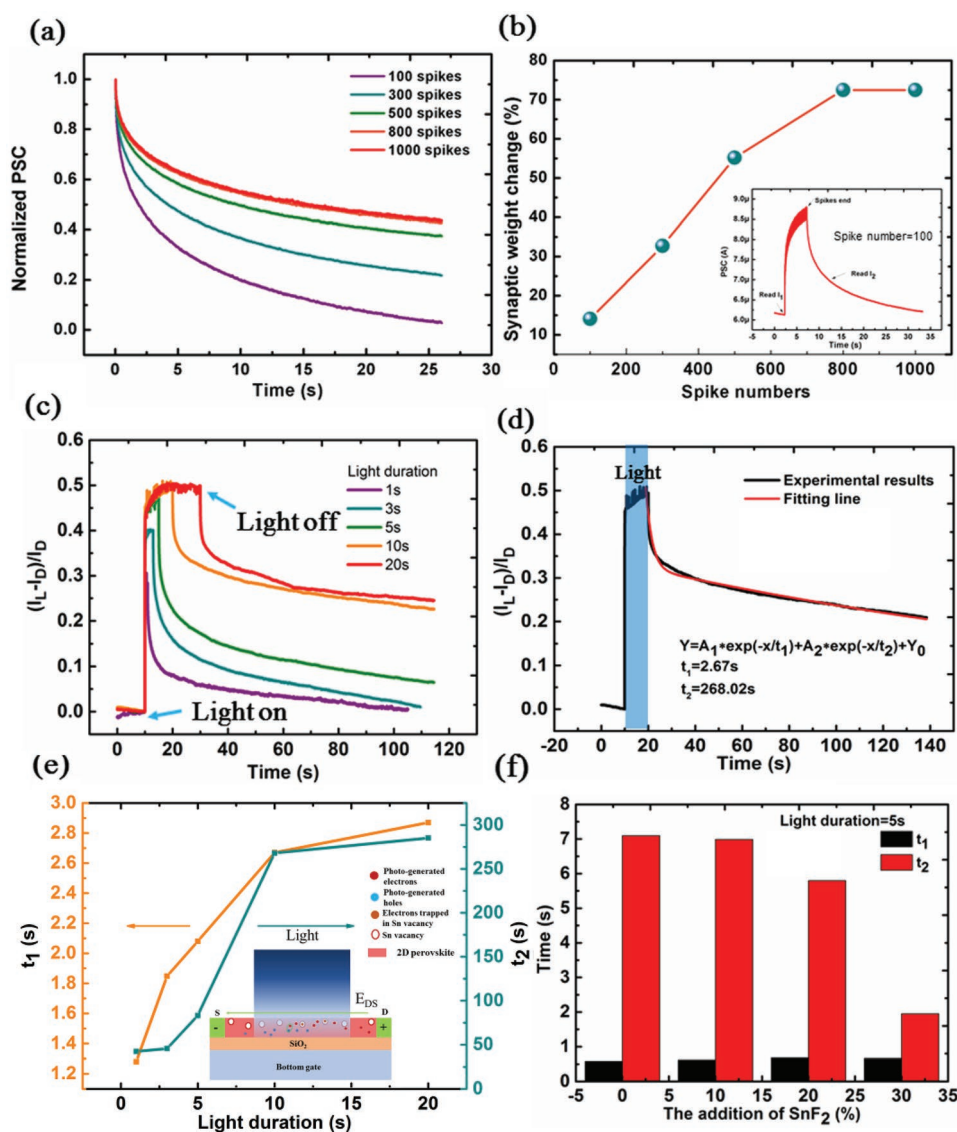 (a)
Normalized PSC
1.0
0.8
0.6
0.4
0.2
0.0
100 spikes
300 spikes
500 spikes
800 spikes
1000 spikes
0 5 10 15 20 25 30
Time (s)
(b)
Synaptic weight change (%)
80
70
60
50
40
30
20
10
0 200 400 600 800 1000
Spike numbers
PSC (A)
9.0μ
8.5μ
8.0μ
7.5μ
7.0μ
6.5μ
6.0μ
Spikes end
Spike number=100
Read I1
Read I2
-5 0 5 10 15 20 25 30 35
Time (s)
(c)
(IL-ID)/ID
0.6
0.5
0.4
0.3
0.2
0.1
0.0
Light duration
1s
3s
5s
10s
20s
Light off
Light on
0 20 40 60 80 100 120
Time (s)
(d)
(IL-ID)/ID
0.6
0.5
0.4
0.3
0.2
0.1
0.0
Light
Experimental results
Fitting line
Y=A1*exp(-x/t1)+A2*exp(-x/t2)+Y0
t1=2.67s
t2=268.02s
-20 0 20 40 60 80 100 120 140
Time (s)
(e)
t1 (s)
3.0
2.8
2.6
2.4
2.2
2.0
1.8
1.6
1.4
1.2
Photo-generated
electrons
Photo-generated
holes
Electrons trapped
in Sn vacancy
Sn vacancy
2D perovskite
Light
EDS
S
D
-
+
SiO2
Bottom gate
300
250
200
150
100
50
0
t2 (s)
0 5 10 15 20
Light duration (s)
(f)
Time (s)
9
8
7
6
5
4
3
2
1
0
Light duration=5s
t1
t2
-5 0 5 10 15 20 25 30 35
The addition of SnF2 (%)